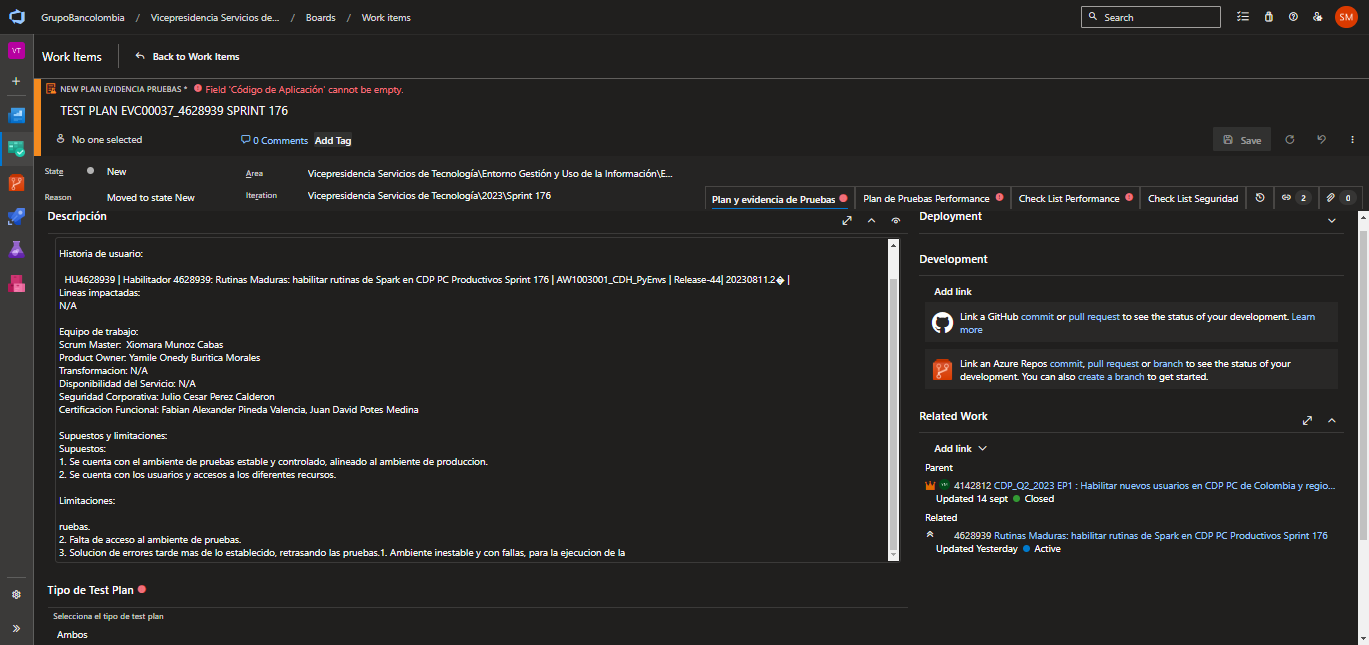 GrupoBancolombia / Vicepresidencia Servicios de... / Boards / Work items
Search
SM
VT
Work Items
Back to Work Items
NEW PLAN EVIDENCIA PRUEBAS * Field 'Código de Aplicación' cannot be empty.
TEST PLAN EVC00037_4628939 SPRINT 176
No one selected
0 Comments
Add Tag
Save
State
New
Area
Vicepresidencia Servicios de Tecnología\Entorno Gestión y Uso de la Información\E...
Reason
Moved to state New
Iteration
Vicepresidencia Servicios de Tecnología\2023\Sprint 176
Plan y evidencia de Pruebas
Plan de Pruebas Performance
Check List Performance
Check List Seguridad
2
0
Descripción
Historia de usuario:
HU4628939 | Habilitador 4628939: Rutinas Maduras: habilitar rutinas de Spark en CDP PC Productivos Sprint 176 | AW1003001_CDH_PyEnvs | Release-44| 20230811.2� |
Lineas impactadas:
N/A
Equipo de trabajo:
Scrum Master:  Xiomara Munoz Cabas
Product Owner: Yamile Onedy Buritica Morales
Transformacion: N/A
Disponibilidad del Servicio: N/A
Seguridad Corporativa: Julio Cesar Perez Calderon
Certificacion Funcional: Fabian Alexander Pineda Valencia, Juan David Potes Medina
Supuestos y limitaciones:
Supuestos:
1. Se cuenta con el ambiente de pruebas estable y controlado, alineado al ambiente de produccion.
2. Se cuenta con los usuarios y accesos a los diferentes recursos.
Limitaciones:
ruebas.
2. Falta de acceso al ambiente de pruebas.
3. Solucion de errores tarde mas de lo establecido, retrasando las pruebas.1. Ambiente inestable y con fallas, para la ejecucion de la
Tipo de Test Plan
Selecciona el tipo de test plan
Ambos
Deployment
Development
Add link
Link a GitHub commit or pull request to see the status of your development. Learn
more
Link an Azure Repos commit, pull request or branch to see the status of your
development. You can also create a branch to get started.
Related Work
Add link
Parent
4142812 CDP_Q2_2023 EP1 : Habilitar nuevos usuarios en CDP PC de Colombia y regio...
Updated 14 sept Closed
Related
4628939 Rutinas Maduras: habilitar rutinas de Spark en CDP PC Productivos Sprint 176
Updated Yesterday Active